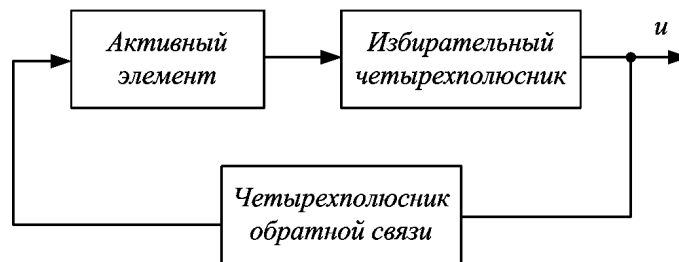 Активный
элемент
Избирательный
четырехполюсник
u
Четырехполюсник
обратной связи